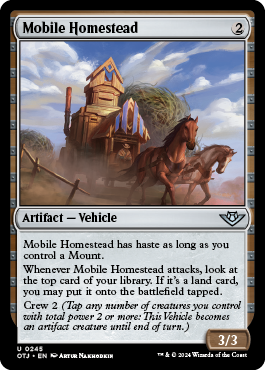 Mobile Homestead 2
Artifact — Vehicle
Mobile Homestead has haste as long as you
control a Mount.
Whenever Mobile Homestead attacks, look at
the top card of your library. If it's a land card,
you may put it onto the battlefield tapped.
Crew 2 (Tap any number of creatures you control
with total power 2 or more: This Vehicle
becomes an artifact creature until end of turn.)
3/3
U 0245
OTJ • EN Artur Nakhodkin
™ & © 2024 Wizards of the Coast